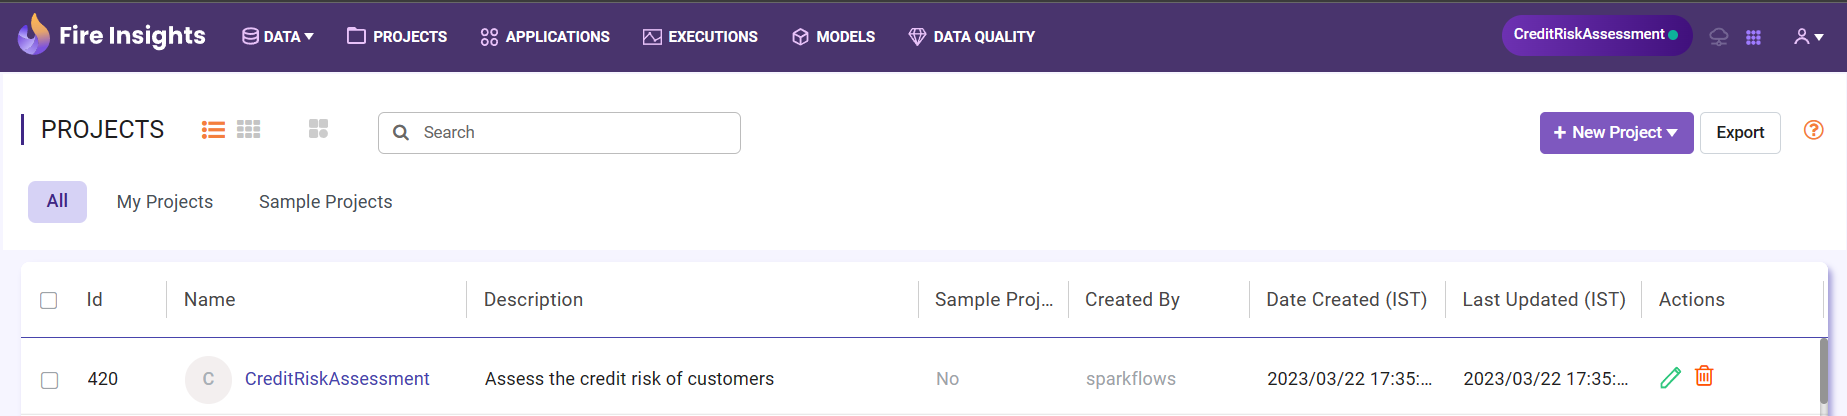 Fire Insights DATA PROJECTS APPLICATIONS EXECUTIONS MODELS DATA QUALITY CreditRiskAssessment
PROJECTS Search + New Project Export ?
All My Projects Sample Projects
Id Name Description Sample Proj... Created By Date Created (IST) Last Updated (IST) Actions
420 C CreditRiskAssessment Assess the credit risk of customers No sparkflows 2023/03/22 17:35:... 2023/03/22 17:35:...